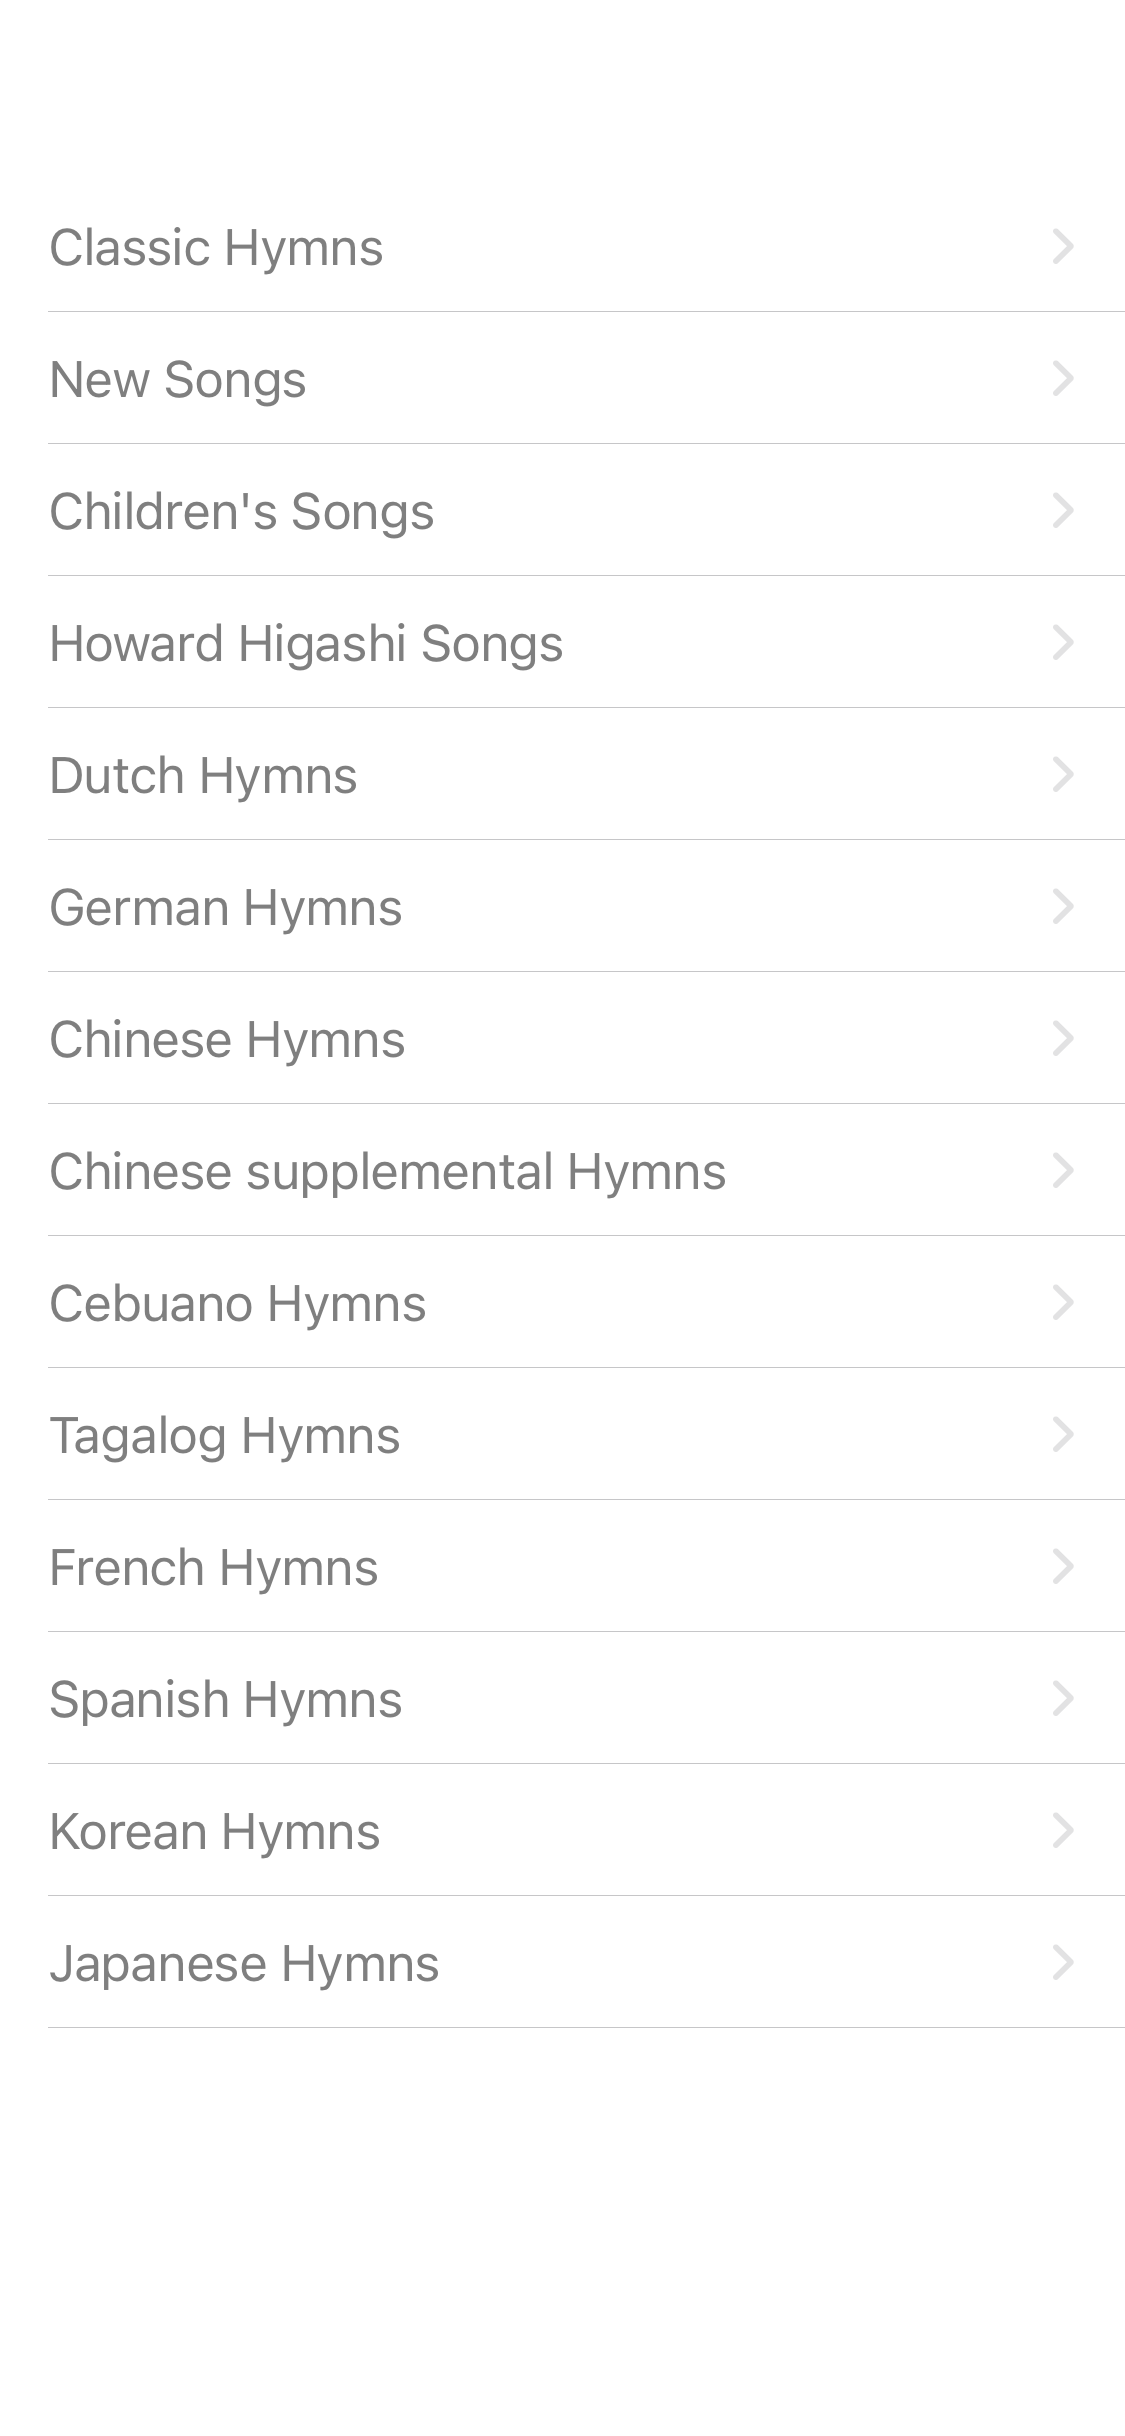 Classic Hymns
New Songs
Children's Songs
Howard Higashi Songs
Dutch Hymns
German Hymns
Chinese Hymns
Chinese supplemental Hymns
Cebuano Hymns
Tagalog Hymns
French Hymns
Spanish Hymns
Korean Hymns
Japanese Hymns